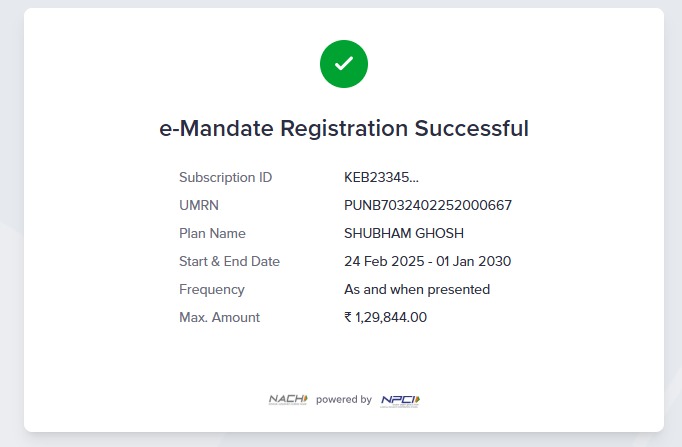 e-Mandate Registration Successful
Subscription ID KEB23345...
UMRN PUNB7032402252000667
Plan Name SHUBHAM GHOSH
Start & End Date 24 Feb 2025 - 01 Jan 2030
Frequency As and when presented
Max. Amount ₹ 1,29,844.00
NACH powered by NPCI